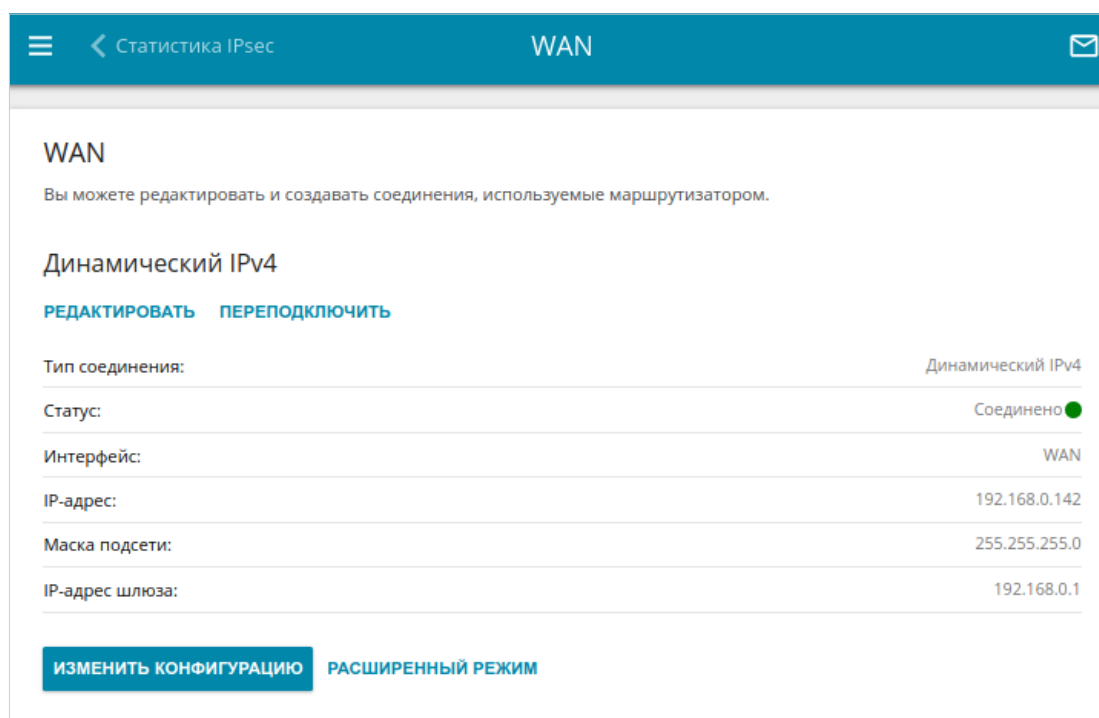 Статистика IPsec
WAN
WAN
Вы можете редактировать и создавать соединения, используемые маршрутизатором.
Динамический IPv4
РЕДАКТИРОВАТЬ ПЕРЕПОДКЛЮЧИТЬ
Тип соединения: Динамический IPv4
Статус: Соединено
Интерфейс: WAN
IP-адрес: 192.168.0.142
Маска подсети: 255.255.255.0
IP-адрес шлюза: 192.168.0.1
ИЗМЕНИТЬ КОНФИГУРАЦИЮ РАСШИРЕННЫЙ РЕЖИМ